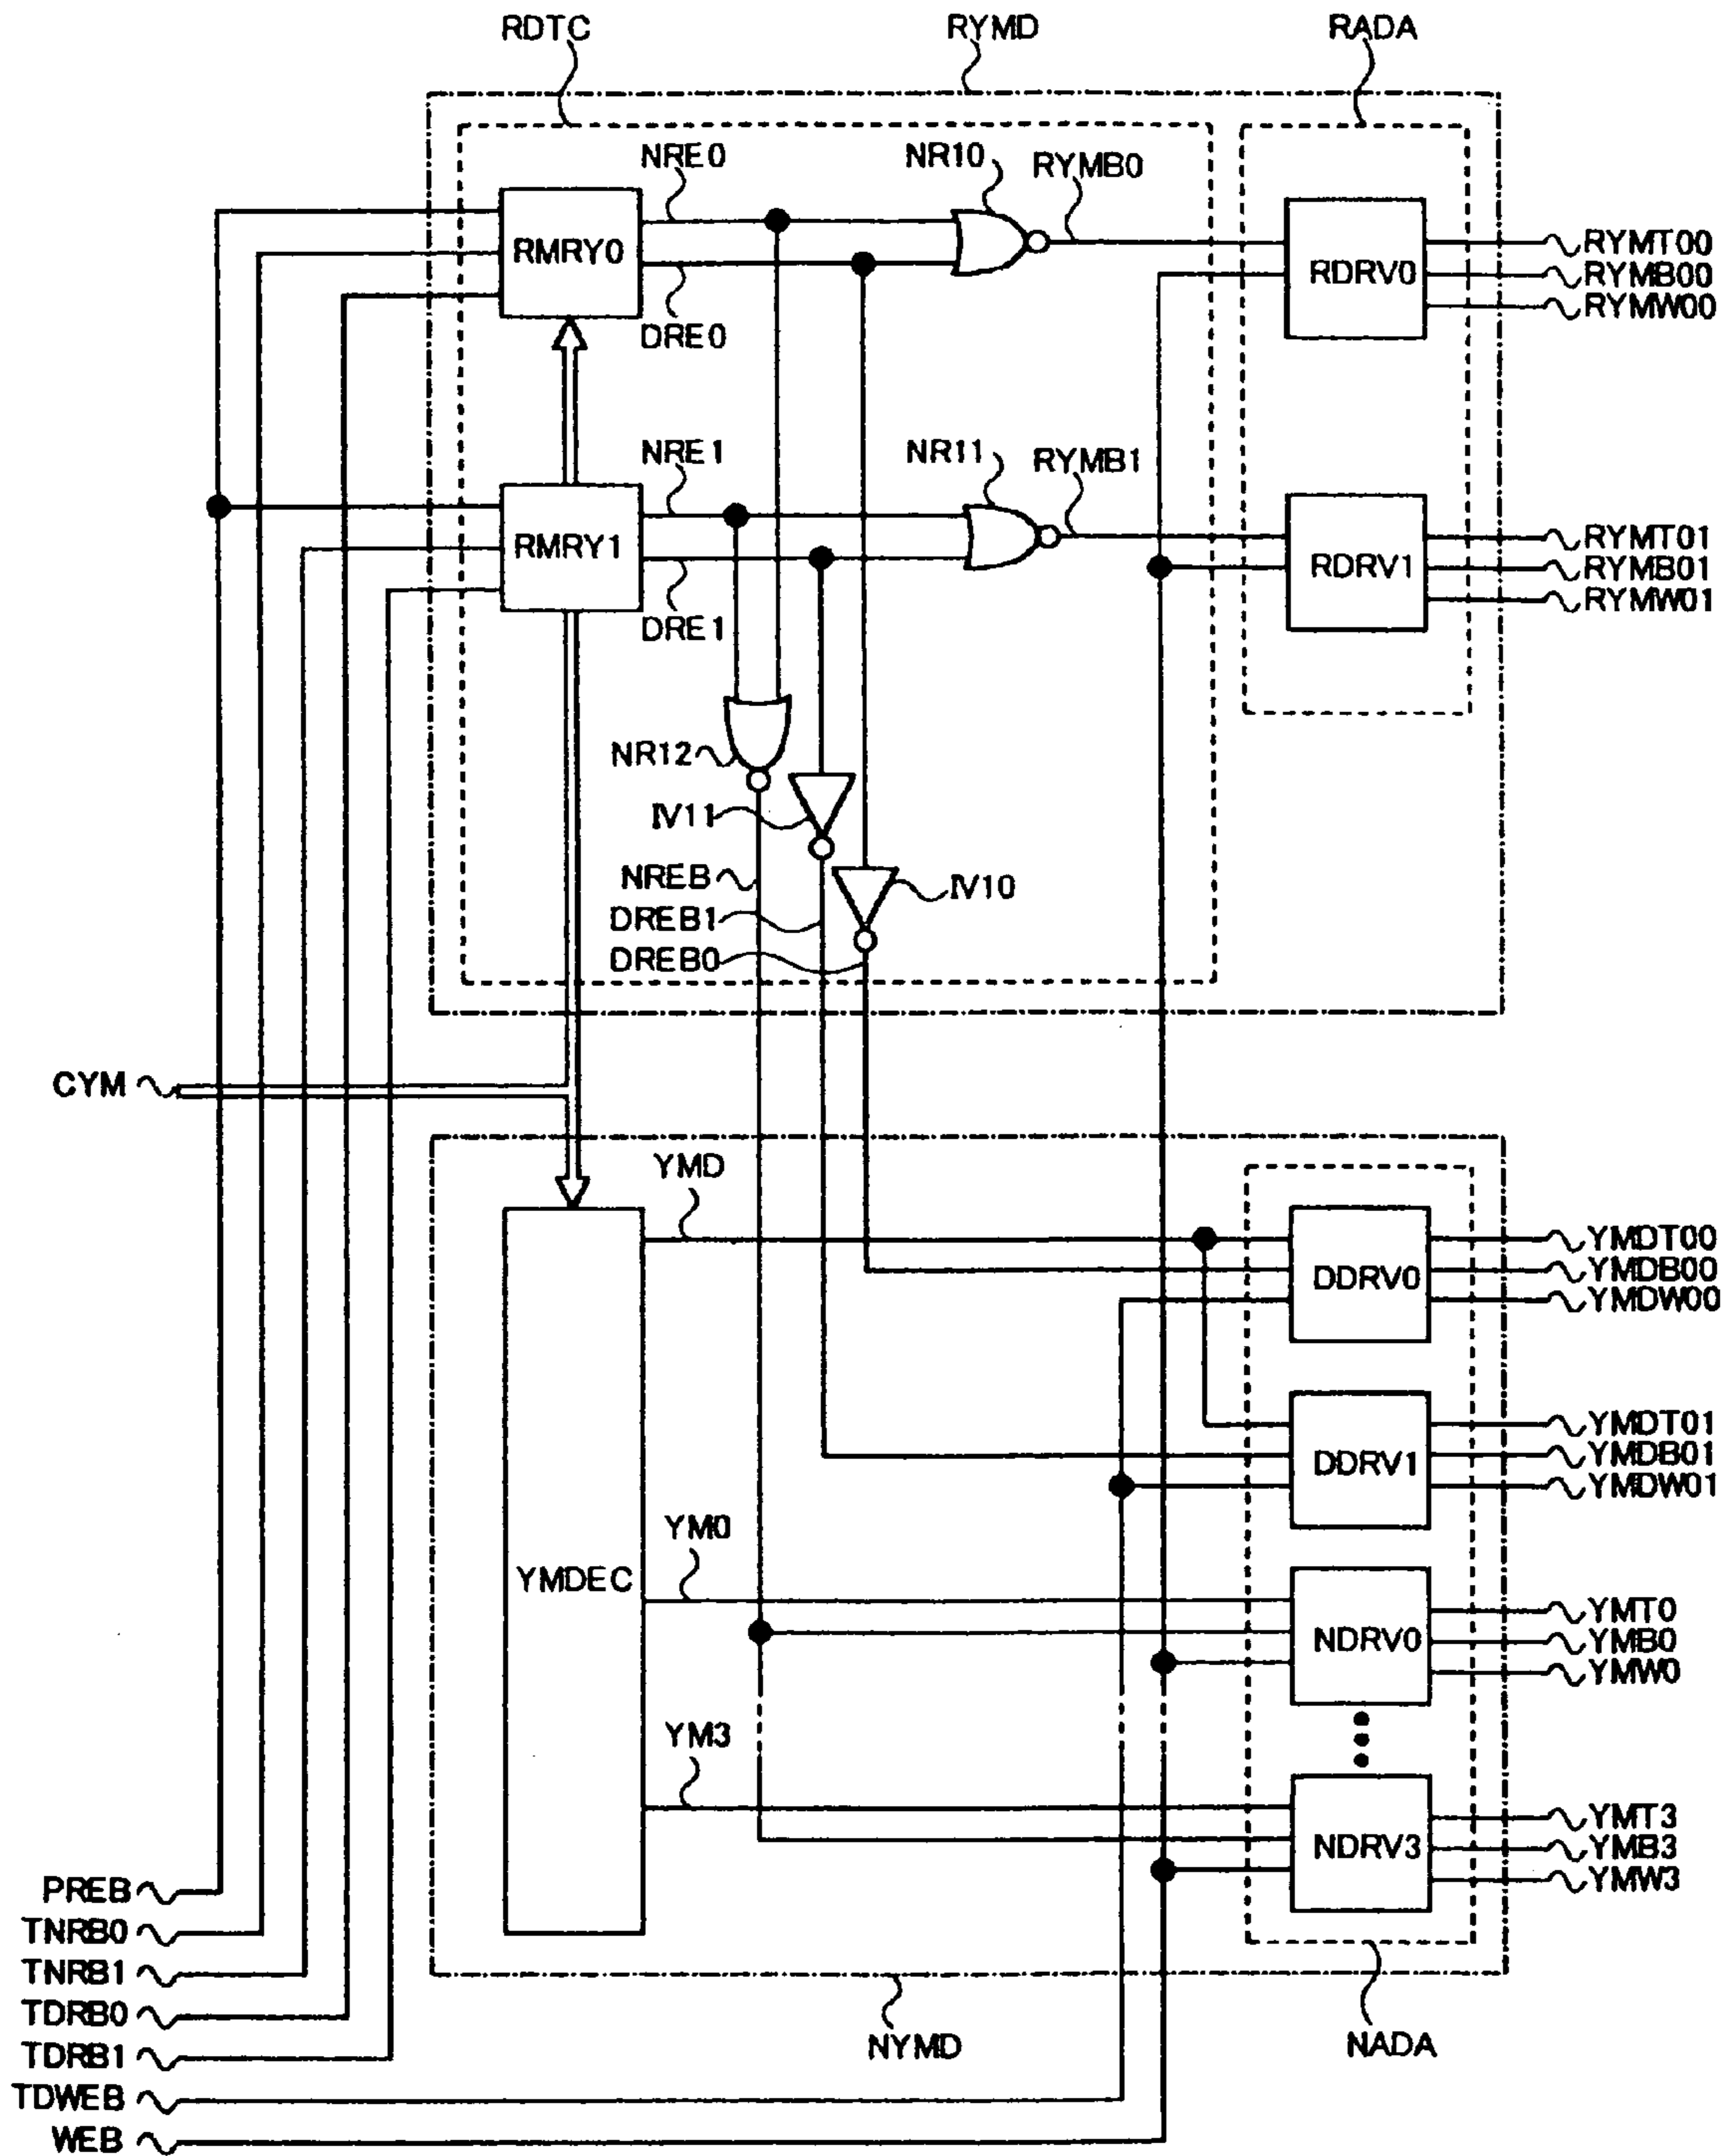 RDTC RYMD RADA
NRE0 NR10 RYMB0
RMRY0 RDRV0 RYMT00
RYMB00
RYMW00
DRE0
NRE1 NR11 RYMB1
RMRY1 RDRV1 RYMT01
RYMB01
RYMW01
DRE1
NR12
IV11
NREB IV10
DREB1
DREB0
CYM
YMD
DDRV0 YMDT00
YMDB00
YMDW00
DDRV1 YMDT01
YMDB01
YMDW01
YM0
YMDEC NDRV0 YMT0
YMB0
YMW0
YM3
NDRV3 YMT3
YMB3
YMW3
PREB
TNRB0
TNRB1
TDRB0
TDRB1
NYMD NADA
TDWEB
WEB